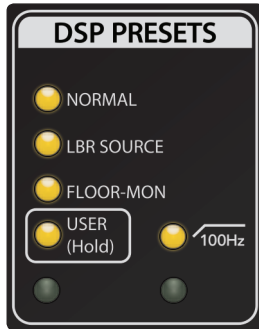 DSP PRESETS
NORMAL
LBR SOURCE
FLOOR-MON
USER
(Hold)
100Hz